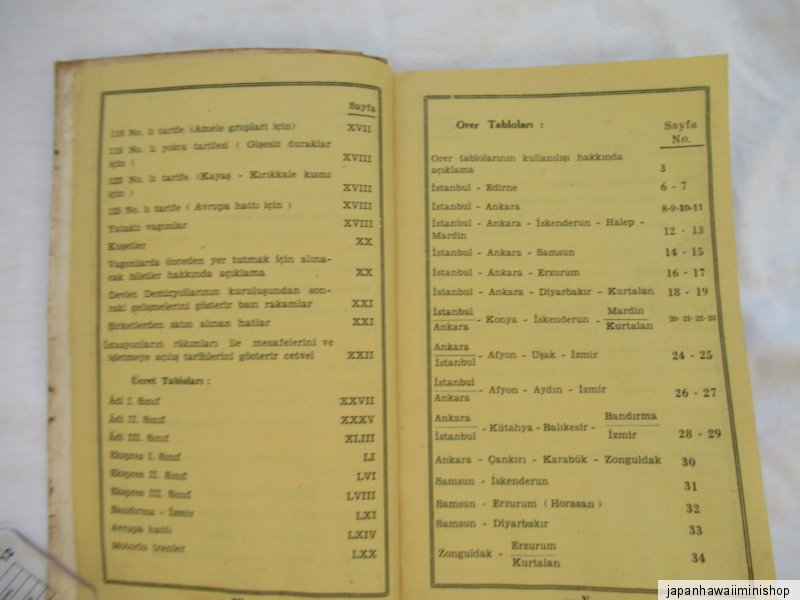 Sayfa
118 No. lı tarife (Amele grupları için) XVII
119 No. lı yolcu tarifesi ( Gişesiz duraklar
için ) XVIII
123 No. lı tarife (Kayaş - Kırıkkale kısmı
için ) XVIII
125 No. lı tarife ( Avrupa hattı için ) XVIII
Yataklı vagonlar XVIII
Kuşetler XX
Vagonlarda önceden yer tutmak için alına-
cak biletler hakkında açıklama XX
Devlet Demiryollarının kuruluşundan son-
raki gelişmelerini gösterir bazı rakamlar XXI
Şirketlerden satın alınan hatlar XXI
İstasyonların râkımları ile mesafelerini ve
işletmeye açılış tarihlerini gösterir cetvel XXII
Ücret Tabloları :
Âdi I. Sınıf XXVII
Âdi II. Sınıf XXXV
Âdi III. Sınıf XLIII
Ekspres I. Sınıf LI
Ekspres II. Sınıf LVI
Ekspres III. Sınıf LVIII
Bandırma - İzmir LXI
Avrupa hattı LXIV
Motorlu trenler LXX
Orer Tabloları : Sayfa
No.
Orer tablolarının kullanılışı hakkında
açıklama 3
İstanbul - Edirne 6 - 7
İstanbul - Ankara 8-9-10-11
İstanbul - Ankara - İskenderun - Halep -
Mardin 12 - 13
İstanbul - Ankara - Samsun 14 - 15
İstanbul - Ankara - Erzurum 16 - 17
İstanbul - Ankara - Diyarbakır - Kurtalan 18 - 19
İstanbul Mardin
- Konya - İskenderun - 20-21-22-23
Ankara Kurtalan
Ankara
- Afyon - Uşak - İzmir 24 - 25
İstanbul
İstanbul
- Afyon - Aydın - İzmir 26 - 27
Ankara
Ankara Bandırma
- Kütahya - Balıkesir -
İstanbul İzmir 28 - 29
Ankara - Çankırı - Karabük - Zonguldak 30
Samsun - İskenderun 31
Samsun - Erzurum ( Horasan ) 32
Samsun - Diyarbakır 33
Erzurum
Zonguldak -
Kurtalan 34
V
japanhawaiiminishop